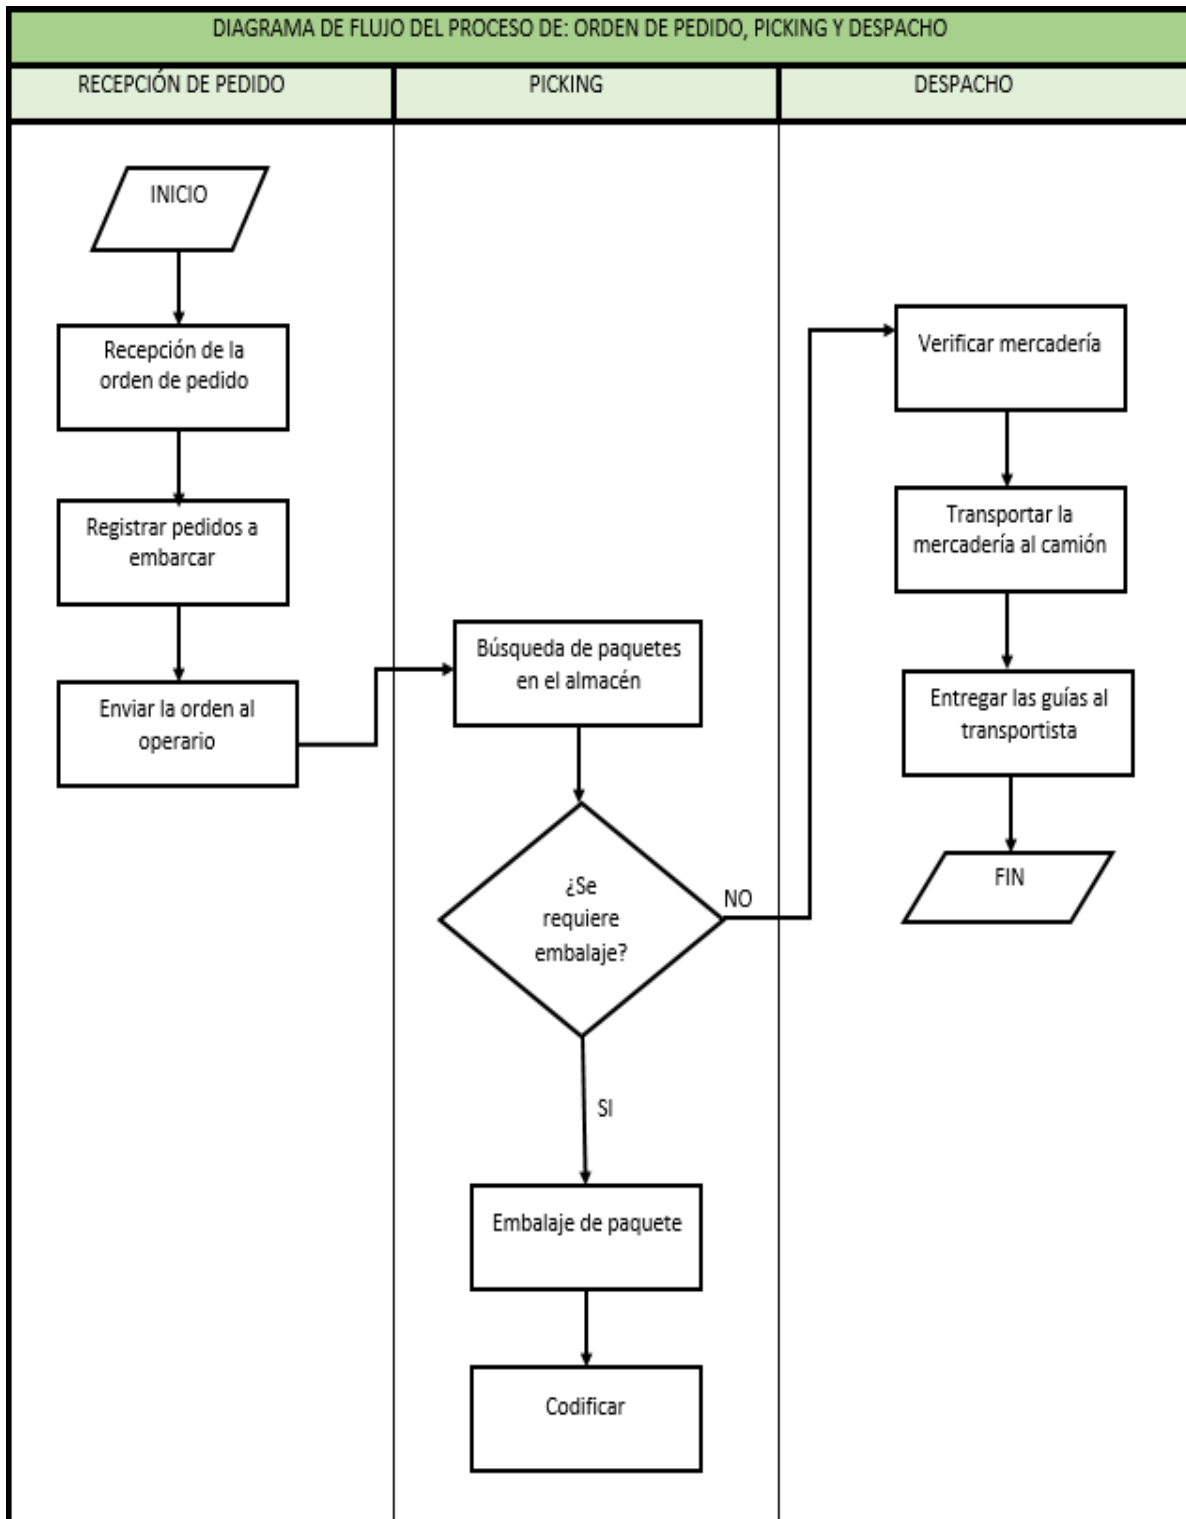 DIAGRAMA DE FLUJO DEL PROCESO DE: ORDEN DE PEDIDO, PICKING Y DESPACHO
RECEPCIÓN DE PEDIDO
PICKING
DESPACHO
INICIO
Recepción de la
orden de pedido
Registrar pedidos a
embarcar
Enviar la orden al
operario
Búsqueda de paquetes
en el almacén
¿Se
requiere
embalaje?
NO
SI
Embalaje de paquete
Codificar
Verificar mercadería
Transportar la
mercadería al camión
Entregar las guías al
transportista
FIN